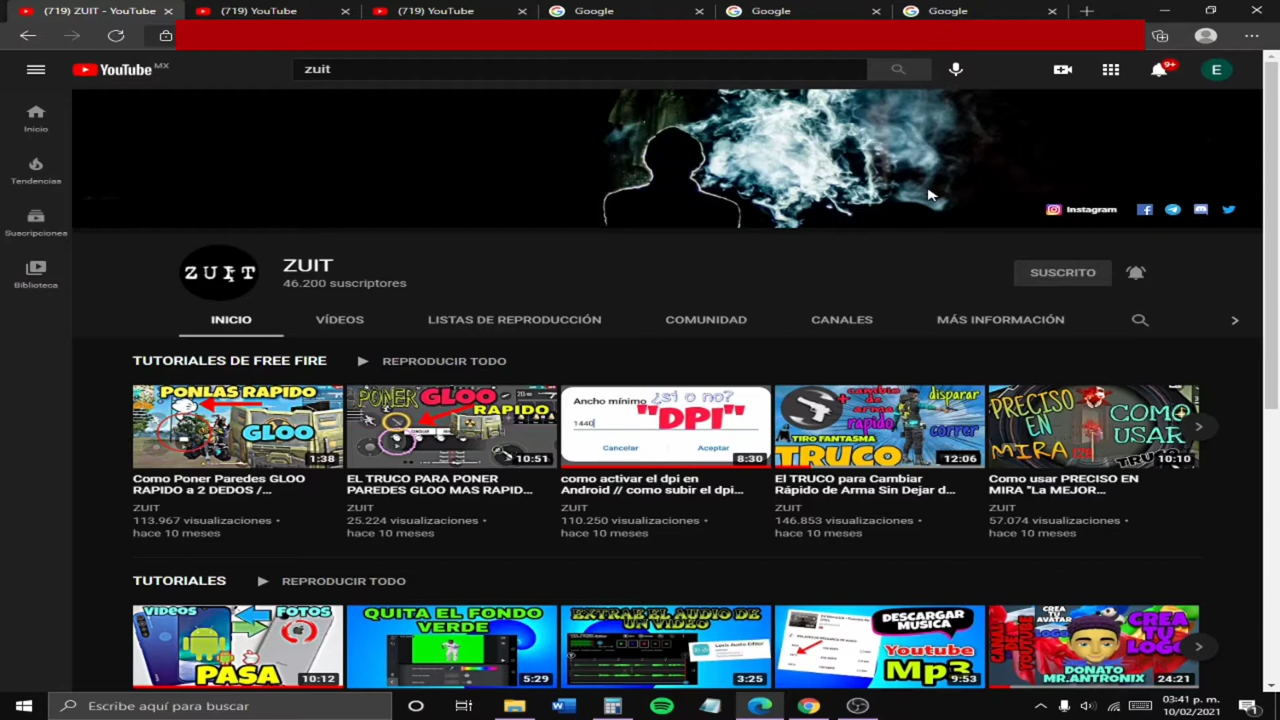 (719) ZUIT - YouTube
(719) YouTube
(719) YouTube
Google
Google
Google
YouTube MX
zuit
9+
E
Inicio
Tendencias
Suscripciones
Biblioteca
Instagram
ZUIT
ZUIT
46.200 suscriptores
SUSCRITO
INICIO
VÍDEOS
LISTAS DE REPRODUCCIÓN
COMUNIDAD
CANALES
MÁS INFORMACIÓN
TUTORIALES DE FREE FIRE
REPRODUCIR TODO
PONLAS RAPIDO
GLOO
1:38
PONER GLOO
RAPIDO
10:51
Ancho mínimo
¿si o no?
"DPI"
1440
Cancelar
Aceptar
8:30
cambio de arma rapido
disparar
correr
TIRO FANTASMA
TRUCO
12:06
PRECISO EN MIRA
COMO USAR
TRUCO
10:10
Como Poner Paredes GLOO
RAPIDO a 2 DEDOS /...
ZUIT
113.967 visualizaciones •
hace 10 meses
EL TRUCO PARA PONER
PAREDES GLOO MAS RAPID...
ZUIT
25.224 visualizaciones •
hace 10 meses
como activar el dpi en
Android // como subir el dpi...
ZUIT
110.250 visualizaciones •
hace 10 meses
El TRUCO para Cambiar
Rápido de Arma Sin Dejar d...
ZUIT
146.853 visualizaciones •
hace 10 meses
Como usar PRECISO EN
MIRA "La MEJOR...
ZUIT
57.074 visualizaciones •
hace 10 meses
TUTORIALES
REPRODUCIR TODO
VIDEOS
FOTOS
PASA
10:12
QUITA EL FONDO
VERDE
5:29
EXTRAE EL AUDIO DE
UN VIDEO
Lexis Audio Editor
3:25
DESCARGAR
MUSICA
Youtube
Mp3
9:53
CREA
TU
AVATAR
CREA
TU
LOGO
MR.ANTRONIX
24:21
Escribe aquí para buscar
03:41 p. m.
10/02/2021
1